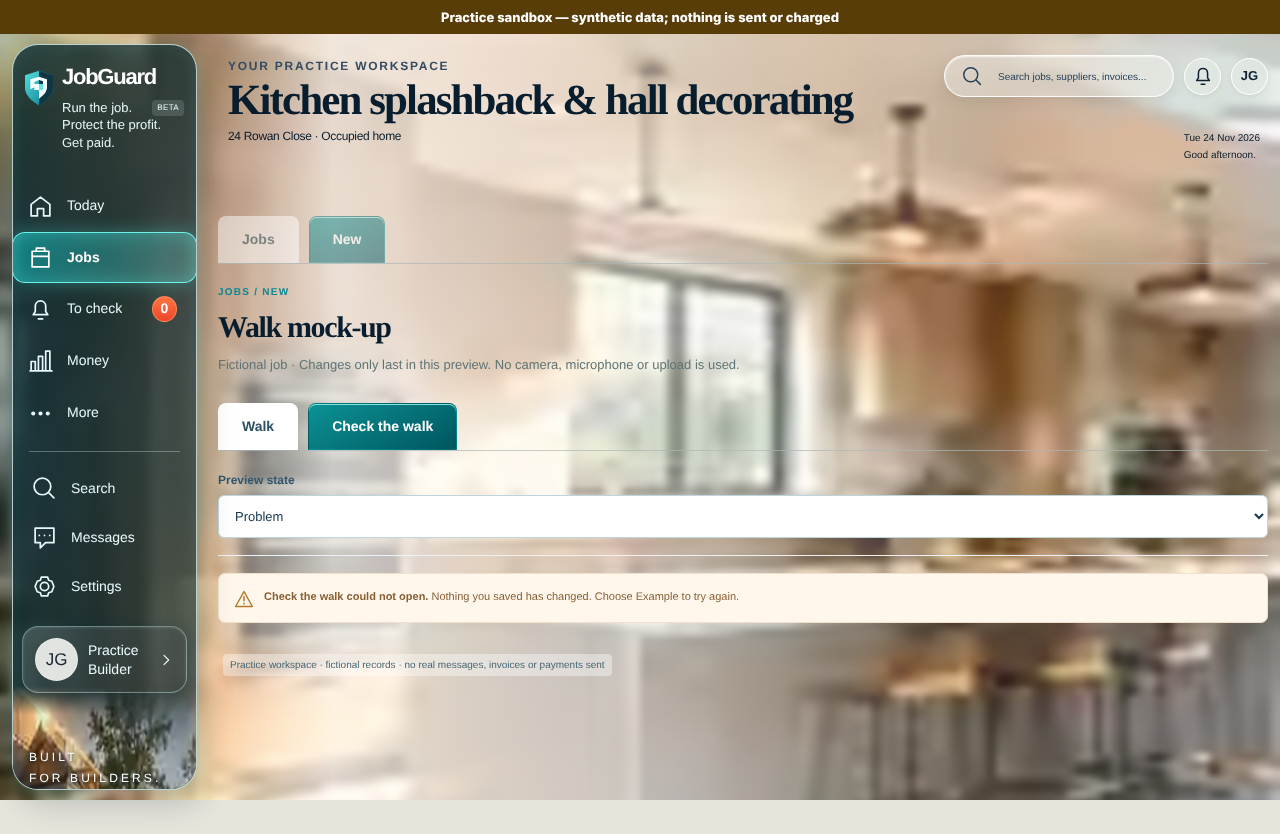 Practice sandbox — synthetic data; nothing is sent or charged
JobGuard
Run the job.
Protect the profit.
Get paid.
BETA
Today
Jobs
To check
0
Money
More
Search
Messages
Settings
JG
Practice
Builder
BUILT
FOR BUILDERS.
YOUR PRACTICE WORKSPACE
Kitchen splashback & hall decorating
24 Rowan Close · Occupied home
Search jobs, suppliers, invoices...
JG
Tue 24 Nov 2026
Good afternoon.
Jobs
New
JOBS / NEW
Walk mock-up
Fictional job · Changes only last in this preview. No camera, microphone or upload is used.
Walk
Check the walk
Preview state
Problem
Check the walk could not open. Nothing you saved has changed. Choose Example to try again.
Practice workspace · fictional records · no real messages, invoices or payments sent